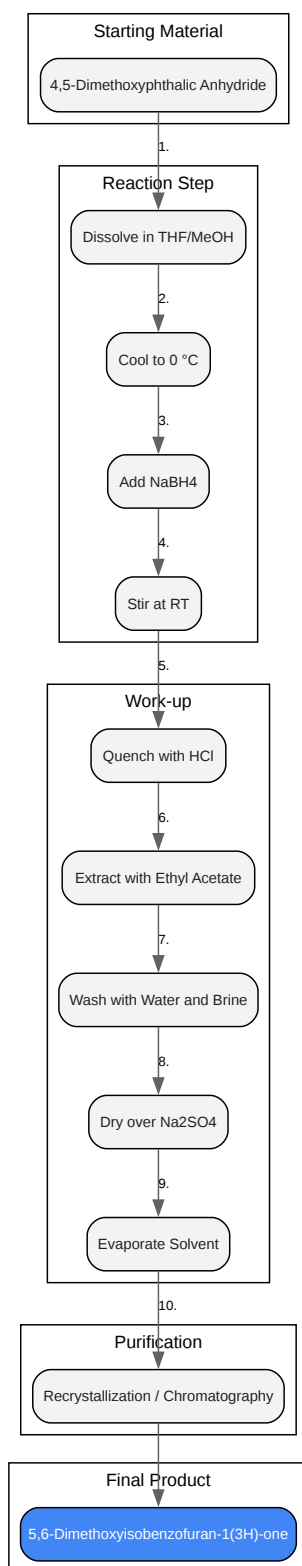 Starting Material
4,5-Dimethoxyphthalic Anhydride
1.
Reaction Step
Dissolve in THF/MeOH
2.
Cool to 0 °C
3.
Add NaBH4
4.
Stir at RT
5.
Work-up
Quench with HCl
6.
Extract with Ethyl Acetate
7.
Wash with Water and Brine
8.
Dry over Na2SO4
9.
Evaporate Solvent
10.
Purification
Recrystallization / Chromatography
Final Product
5,6-Dimethoxyisobenzofuran-1(3H)-one